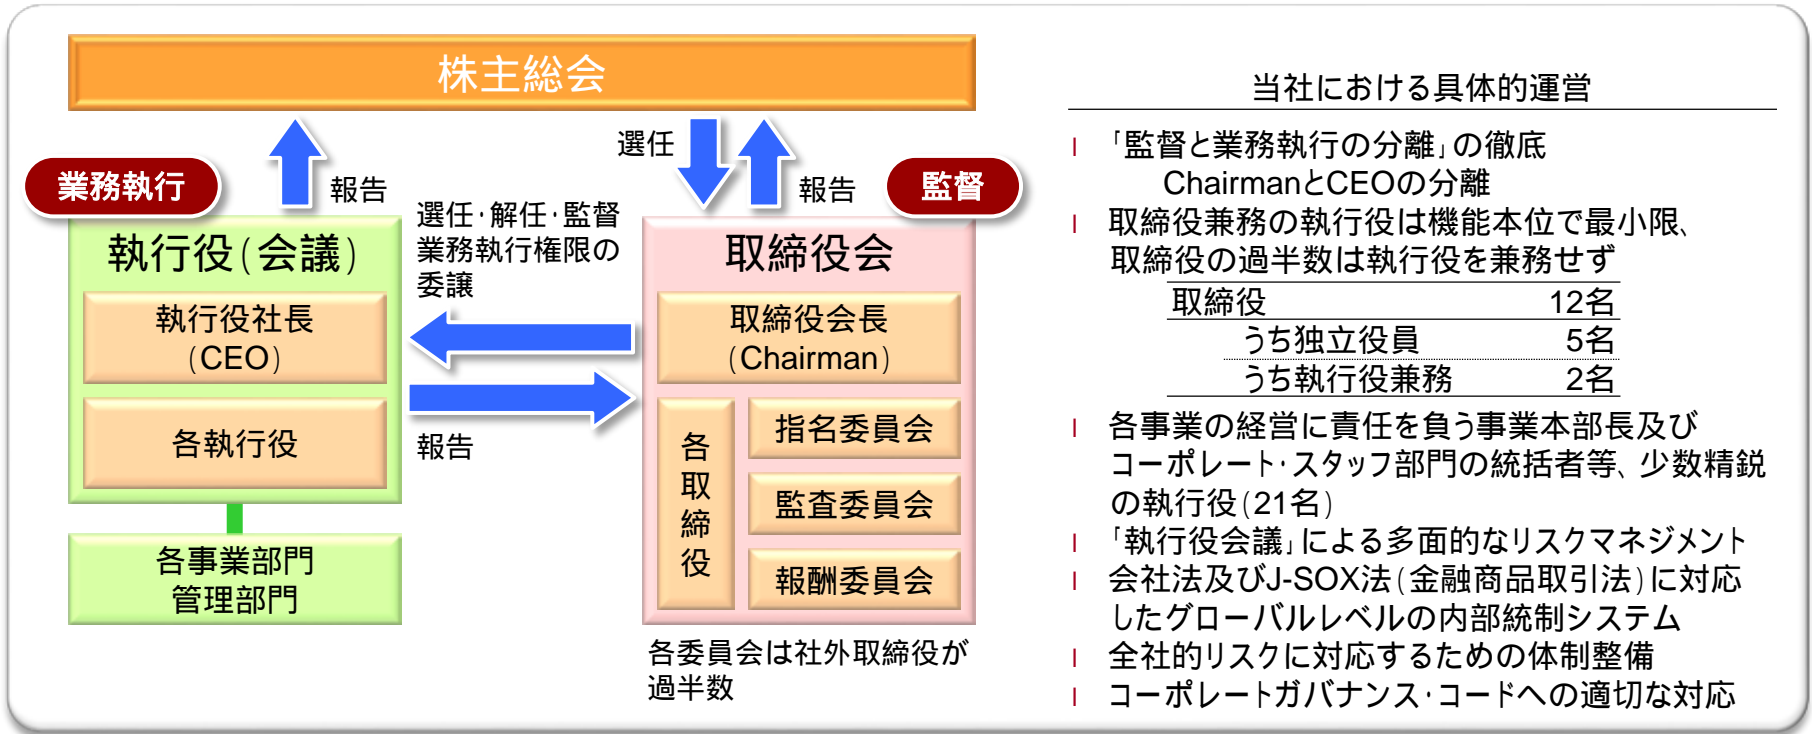 株主総会
選任
報告
報告
業務執行
監督
執行役(会議)
執行役社長
(CEO)
各執行役
各事業部門
管理部門
選任･解任･監督
業務執行権限の
委譲
報告
取締役会
取締役会長
(Chairman)
各取締役
指名委員会
監査委員会
報酬委員会
各委員会は社外取締役が
過半数
当社における具体的運営
「監督と業務執行の分離」の徹底
ChairmanとCEOの分離
取締役兼務の執行役は機能本位で最小限、
取締役の過半数は執行役を兼務せず
取締役 12名
うち独立役員 5名
うち執行役兼務 2名
各事業の経営に責任を負う事業本部長及び
コーポレート･スタッフ部門の統括者等、少数精鋭
の執行役(21名)
「執行役会議」による多面的なリスクマネジメント
会社法及びJ-SOX法(金融商品取引法)に対応
したグローバルレベルの内部統制システム
全社的リスクに対応するための体制整備
コーポレートガバナンス･コードへの適切な対応